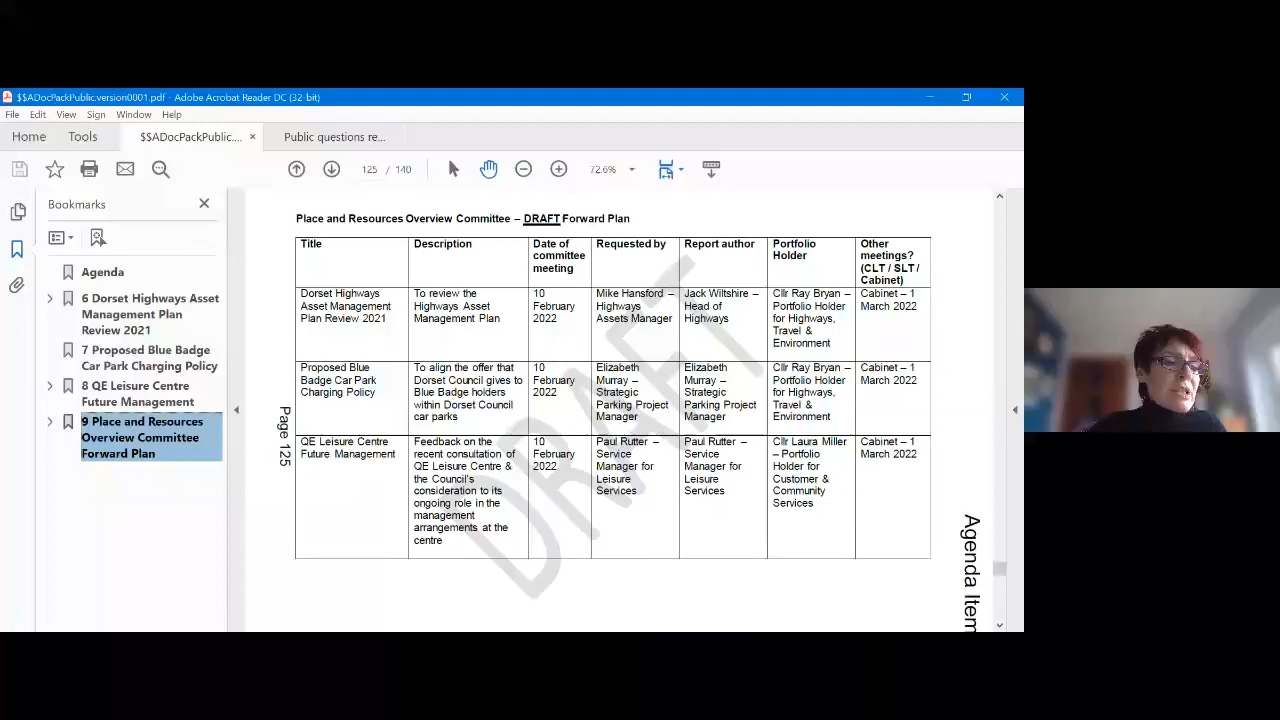 $$ADocPackPublic.version0001.pdf - Adobe Acrobat Reader DC (32-bit)
File Edit View Sign Window Help
Home Tools $$ADocPackPublic.... × Public questions re...
125 / 140 72.6%
Bookmarks
Agenda
6 Dorset Highways Asset
Management Plan
Review 2021
7 Proposed Blue Badge
Car Park Charging Policy
8 QE Leisure Centre
Future Management
9 Place and Resources
Overview Committee
Forward Plan
Page 125
Place and Resources Overview Committee – DRAFT Forward Plan
Title
Description
Date of
committee
meeting
Requested by
Report author
Portfolio
Holder
Other
meetings?
(CLT / SLT /
Cabinet)
Dorset Highways
Asset Management
Plan Review 2021
To review the
Highways Asset
Management Plan
10
February
2022
Mike Hansford –
Highways
Assets Manager
Jack Wiltshire –
Head of
Highways
Cllr Ray Bryan –
Portfolio Holder
for Highways,
Travel &
Environment
Cabinet – 1
March 2022
Proposed Blue
Badge Car Park
Charging Policy
To align the offer that
Dorset Council gives to
Blue Badge holders
within Dorset Council
car parks
10
February
2022
Elizabeth
Murray –
Strategic
Parking Project
Manager
Elizabeth
Murray –
Strategic
Parking Project
Manager
Cllr Ray Bryan –
Portfolio Holder
for Highways,
Travel &
Environment
Cabinet – 1
March 2022
QE Leisure Centre
Future Management
Feedback on the
recent consultation of
QE Leisure Centre &
the Council's
consideration to its
ongoing role in the
management
arrangements at the
centre
10
February
2022
Paul Rutter –
Service
Manager for
Leisure
Services
Paul Rutter –
Service
Manager for
Leisure
Services
Cllr Laura Miller
– Portfolio
Holder for
Customer &
Community
Services
Cabinet – 1
March 2022
DRAFT
Agenda Item